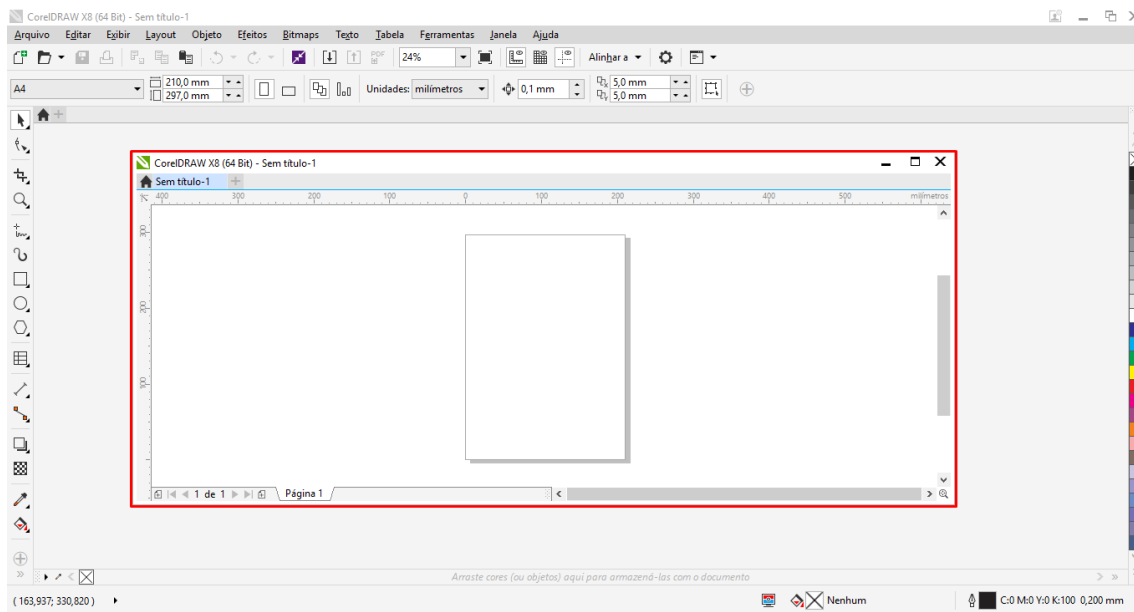 CorelDRAW X8 (64 Bit) - Sem título-1
Arquivo Editar Exibir Layout Objeto Efeitos Bitmaps Texto Tabela Ferramentas Janela Ajuda
PDF 24% Alinhar a
A4 210,0 mm 297,0 mm Unidades: milímetros 0,1 mm 5,0 mm 5,0 mm
CorelDRAW X8 (64 Bit) - Sem título-1
Sem título-1
400 300 200 100 0 100 200 300 400 500 milímetros
300
200
100
1 de 1 Página 1
Arraste cores (ou objetos) aqui para armazená-las com o documento
( 163,937; 330,820 ) Nenhum C:0 M:0 Y:0 K:100 0,200 mm